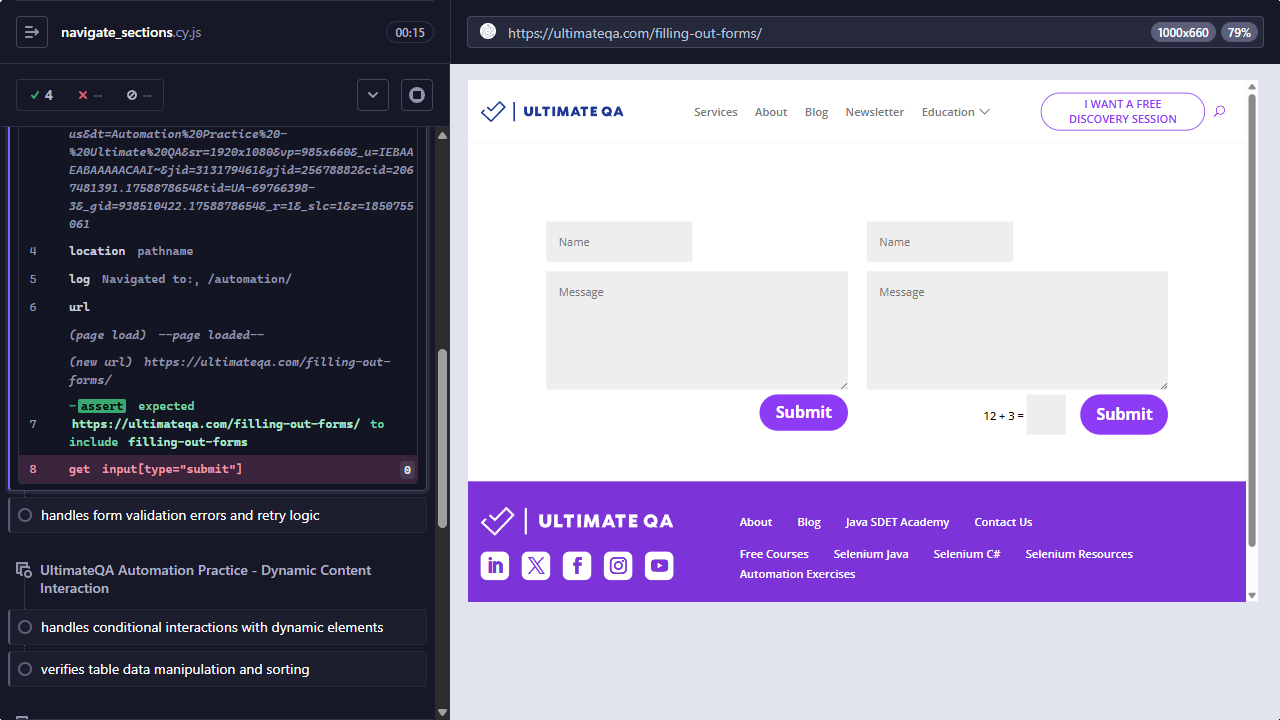 navigate_sections.cy.js
00:15
4
--
--
us&dt=Automation%20Practice%20-
%20Ultimate%20QA&sr=1920x1080&vp=985x660&_u=IEBAA
EABAAAAACAAI~&jid=313179461&gjid=25678882&cid=206
7481391.1758878654&tid=UA-69766398-
3&_gid=938510422.1758878654&_r=1&_slc=1&z=1850755
061
4 location pathname
5 log Navigated to:, /automation/
6 url
(page load) --page loaded--
(new url) https://ultimateqa.com/filling-out-
forms/
-assert expected
7 https://ultimateqa.com/filling-out-forms/ to
include filling-out-forms
8 get input[type="submit"] 0
handles form validation errors and retry logic
UltimateQA Automation Practice - Dynamic Content
Interaction
handles conditional interactions with dynamic elements
verifies table data manipulation and sorting
https://ultimateqa.com/filling-out-forms/ 1000x660 79%
ULTIMATE QA
Services About Blog Newsletter Education
I WANT A FREE
DISCOVERY SESSION
Name
Message
Submit
Name
Message
12 + 3 =
Submit
ULTIMATE QA
About Blog Java SDET Academy Contact Us
Free Courses Selenium Java Selenium C# Selenium Resources
Automation Exercises